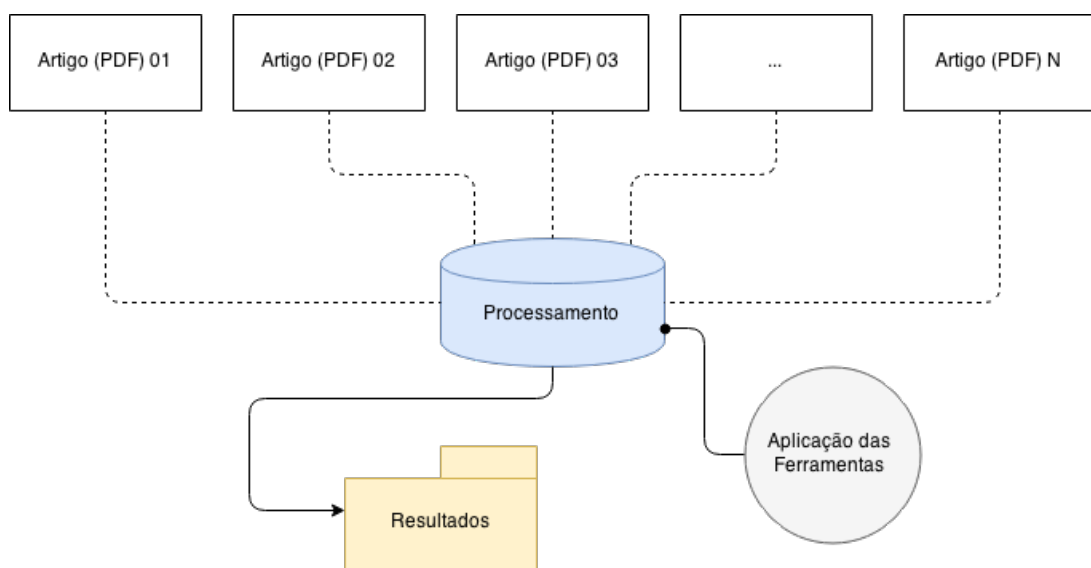 Artigo (PDF) 01
Artigo (PDF) 02
Artigo (PDF) 03
...
Artigo (PDF) N
Processamento
Aplicação das
Ferramentas
Resultados